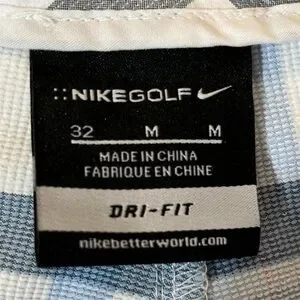 ::NIKEGOLF
32 M M
MADE IN CHINA
FABRIQUE EN CHINE
DRI-FIT
nikebetterworld.com